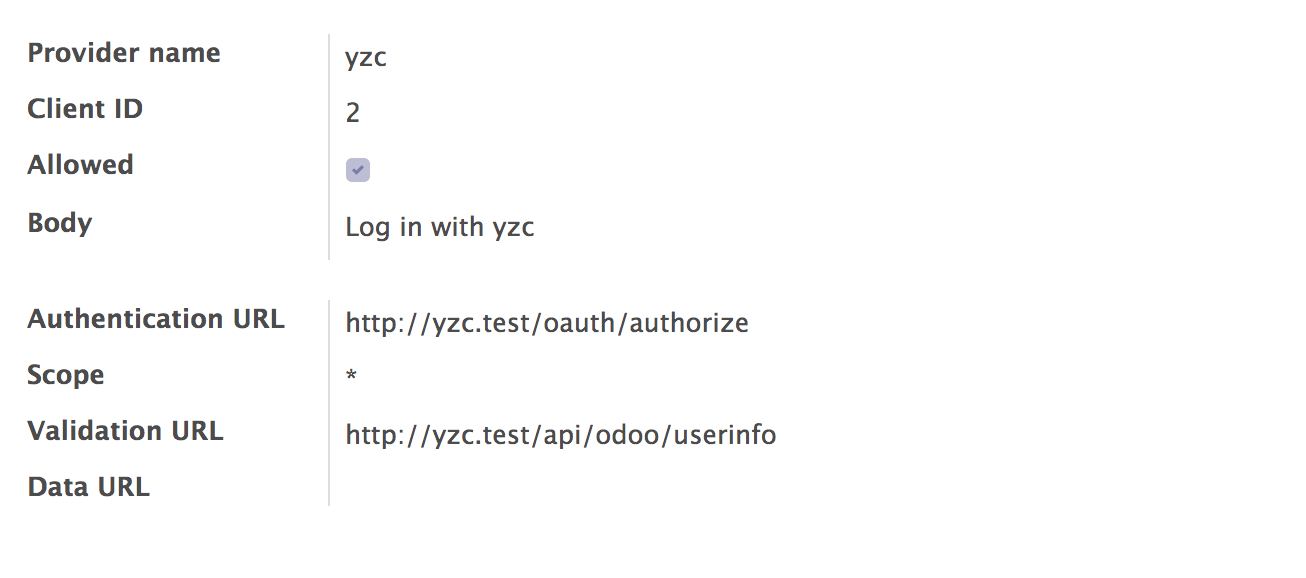 Provider name yzc
Client ID 2
Allowed
Body Log in with yzc
Authentication URL http://yzc.test/oauth/authorize
Scope *
Validation URL http://yzc.test/api/odoo/userinfo
Data URL